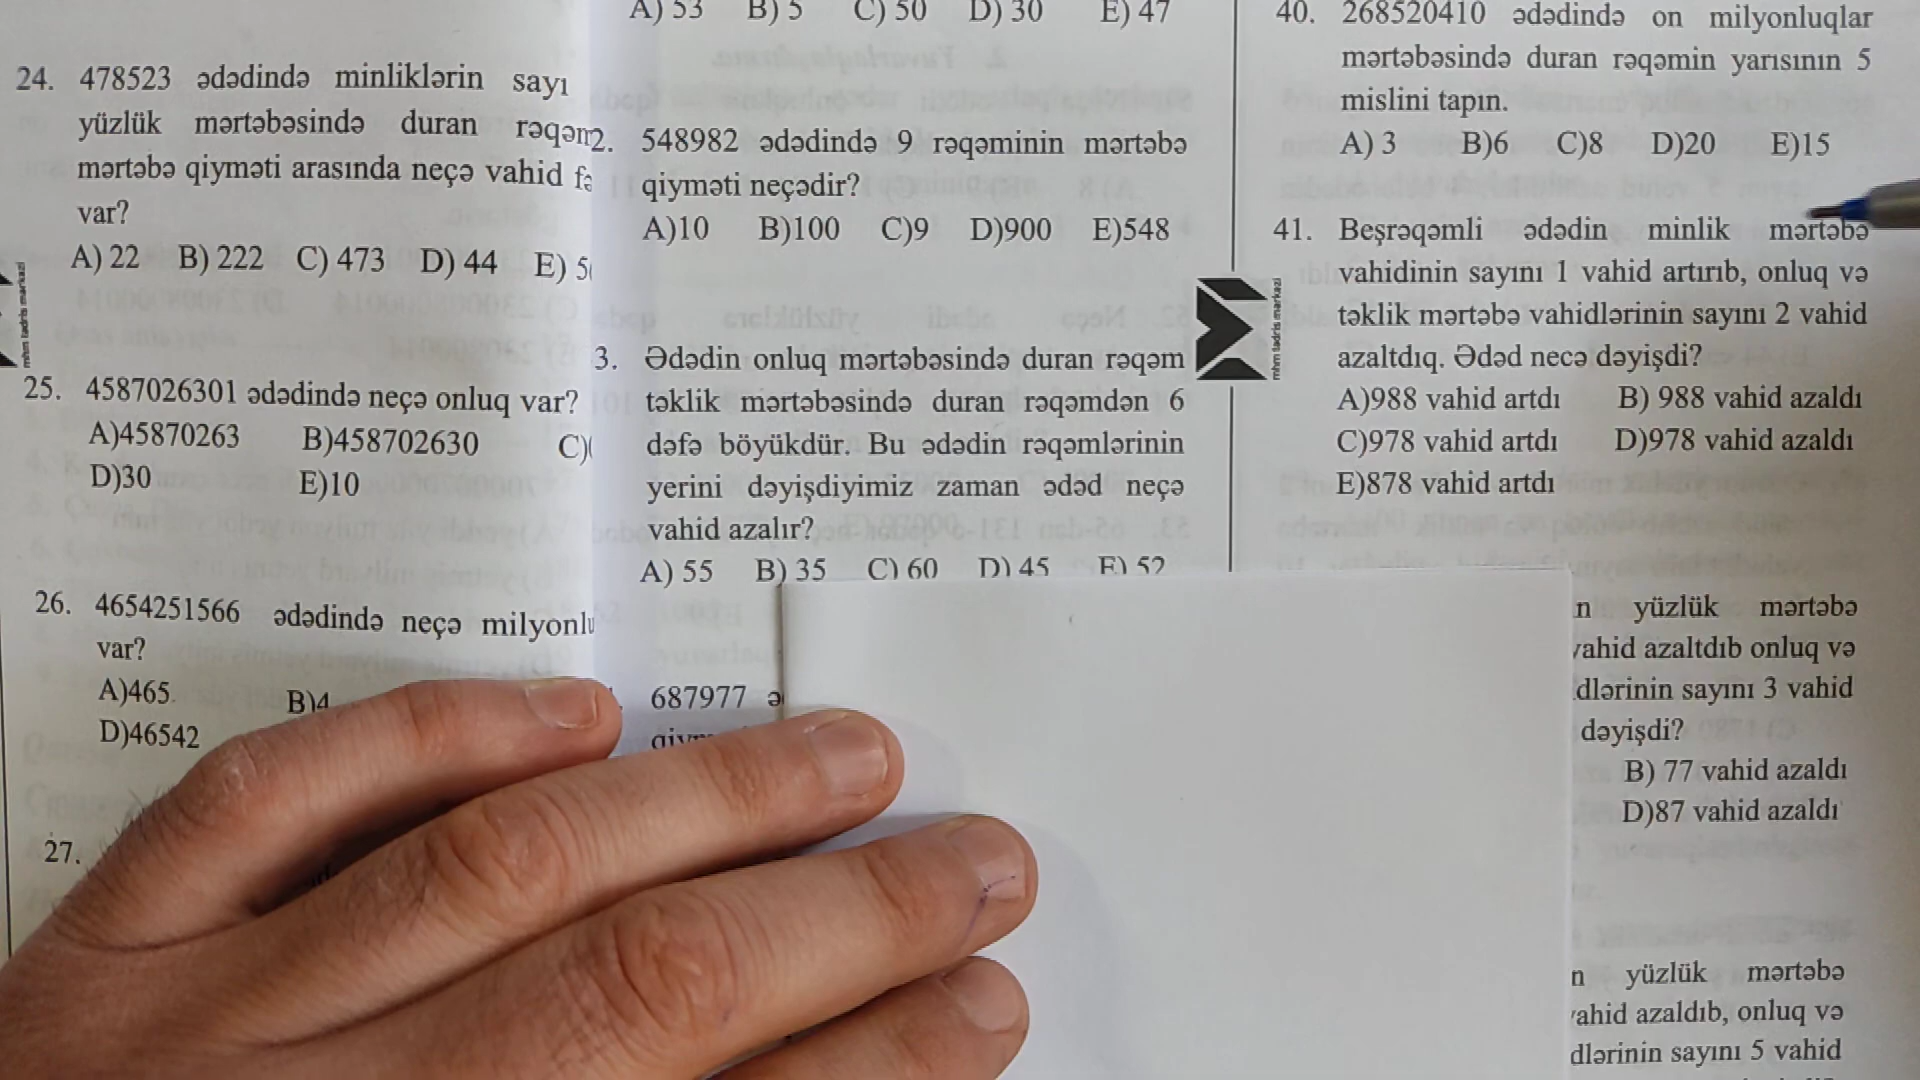 24. 478523 ədədində minliklərin sayı
yüzlük mərtəbəsində duran rəqəm
mərtəbə qiyməti arasında neçə vahid
var?
A) 22 B) 222 C) 473 D) 44 E)
mhm tədris mərkəzi
25. 4587026301 ədədində neçə onluq var?
A)45870263 B)458702630 C)
D)30 E)10
26. 4654251566 ədədində neçə
var?
A)465 B)4
D)46542
27.
A) 53 B) 5 C) 50 D) 30 E) 47
2. 548982 ədədində 9 rəqəminin mərtəbə
qiyməti neçədir?
A)10 B)100 C)9 D)900 E)548
3. Ədədin onluq mərtəbəsində duran rəqəm
təklik mərtəbəsində duran rəqəmdən 6
dəfə böyükdür. Bu ədədin rəqəmlərinin
yerini dəyişdiyimiz zaman ədəd neçə
vahid azalır?
A) 55 B) 35 C) 60 D) 45 E) 52
687977
mhm tədris mərkəzi
40. 268520410 ədədində on milyonluqlar
mərtəbəsində duran rəqəmin yarısının 5
mislini tapın.
A) 3 B)6 C)8 D)20 E)15
41. Beşrəqəmli ədədin minlik mərtəbə
vahidinin sayını 1 vahid artırıb, onluq və
təklik mərtəbə vahidlərinin sayını 2 vahid
azaltdıq. Ədəd necə dəyişdi?
A)988 vahid artdı B) 988 vahid azaldı
C)978 vahid artdı D)978 vahid azaldı
E)878 vahid artdı
yüzlük mərtəbə
vahid azaltdıb onluq və
sayını 3 vahid
dəyişdi?
B) 77 vahid azaldı
D)87 vahid azaldı
yüzlük mərtəbə
azaldıb, onluq və
sayını 5 vahid